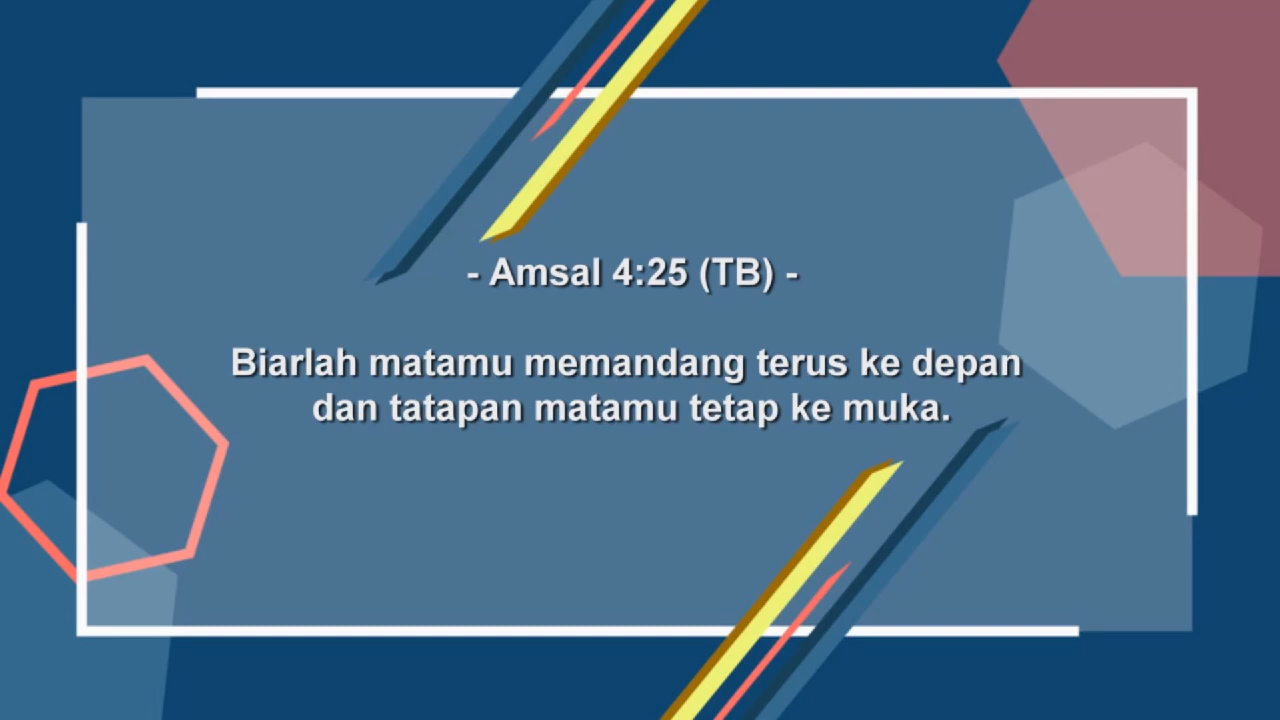 - Amsal 4:25 (TB) -
Biarlah matamu memandang terus ke depan
dan tatapan matamu tetap ke muka.